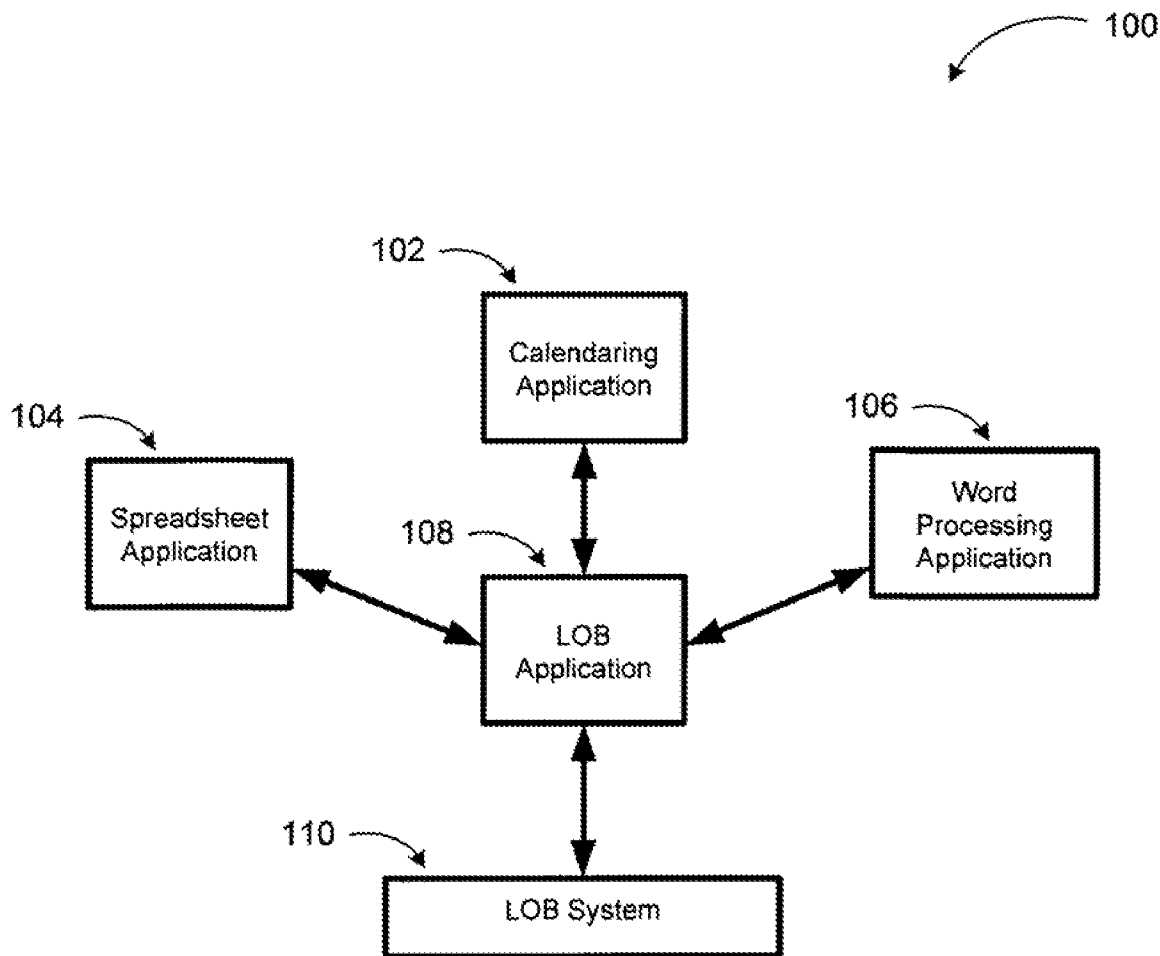 100
102
Calendaring
Application
104
Spreadsheet
Application
106
Word
Processing
Application
108
LOB
Application
110
LOB System